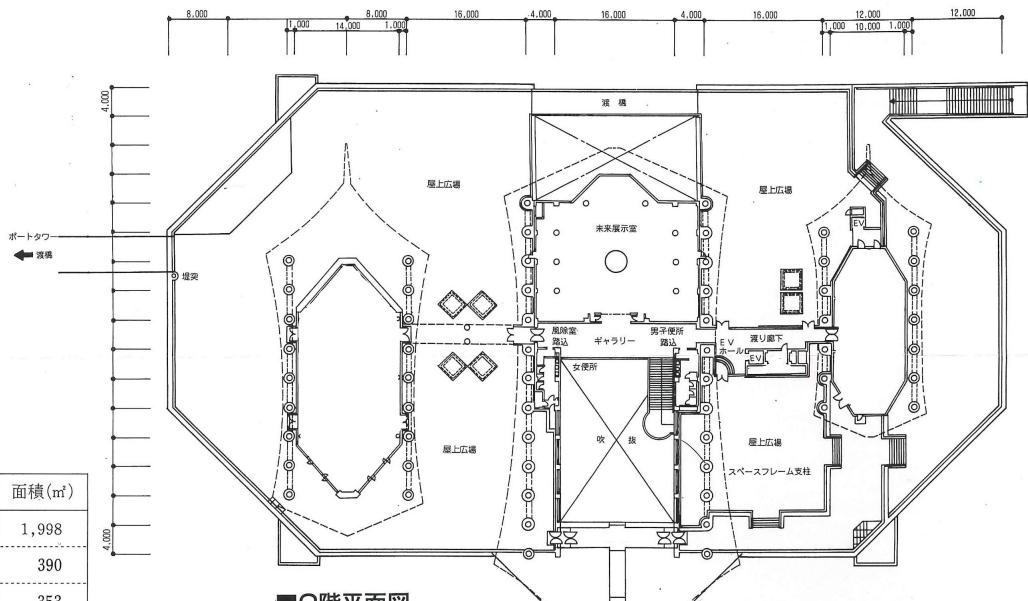 8.000 8.000 16.000 4.000 16.000 4.000 16.000 12.000 12.000
1,000 14,000 1,000 1,000 10,000 1,000
4,000
渡橋
屋上広場
屋上広場
未来展示室
EV
ポートタワー
渡橋
堤突
風除室
踏込
ギャラリー
男子便所
踏込
EV
ホール
渡り廊下
EV
女便所
吹抜
屋上広場
屋上広場
スペースフレーム支柱
4,000
面積(㎡)
1,998
390